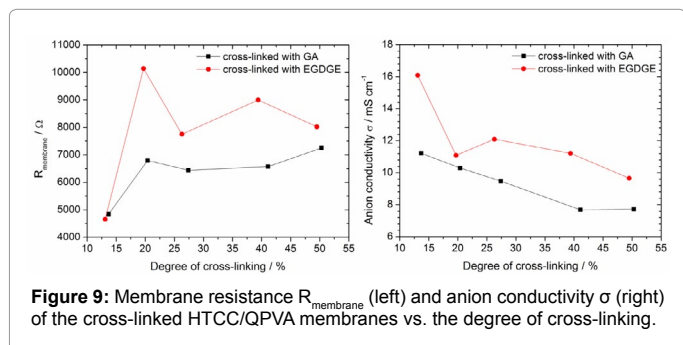 11000
10000
9000
8000
7000
6000
5000
4000
R membrane / Ω
cross-linked with GA
cross-linked with EGDGE
10 15 20 25 30 35 40 45 50 55
Degree of cross-linking / %
18
16
14
12
10
8
6
Anion conductivity σ / mS cm⁻¹
cross-linked with GA
cross-linked with EGDGE
10 15 20 25 30 35 40 45 50 55
Degree of cross-linking / %
Figure 9: Membrane resistance R membrane (left) and anion conductivity σ (right)
of the cross-linked HTCC/QPVA membranes vs. the degree of cross-linking.